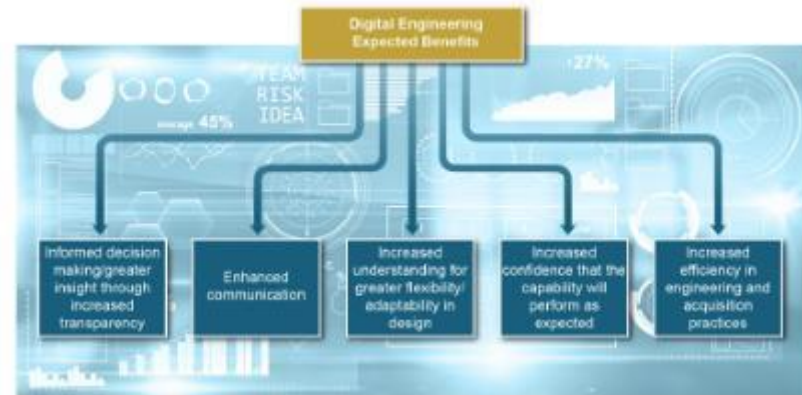 Digital Engineering
Expected Benefits
TEAM
RISK
IDEA
45%
27%
Informed decision
making/greater
insight through
increased
transparency
Enhanced
communication
Increased
understanding for
greater flexibility/
adaptability in
design
Increased
confidence that the
capability will
perform as
expected
Increased
efficiency in
engineering and
acquisition
practices